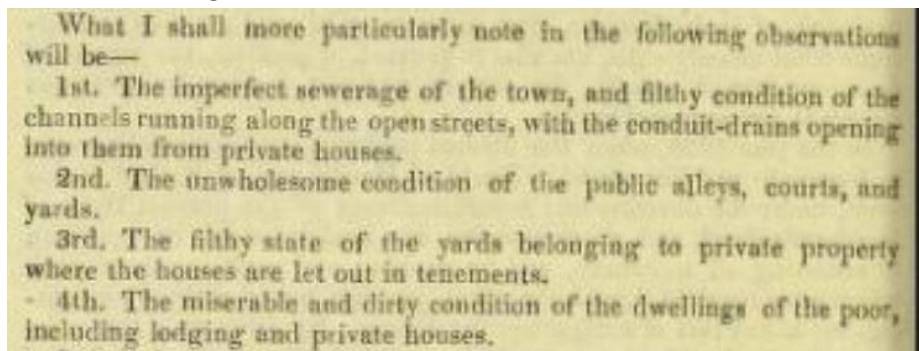 What I shall more particularly note in the following observations
will be—
1st. The imperfect sewerage of the town, and filthy condition of the
channels running along the open streets, with the conduit-drains opening
into them from private houses.
2nd. The unwholesome condition of the public alleys, courts, and
yards.
3rd. The filthy state of the yards belonging to private property
where the houses are let out in tenements.
4th. The miserable and dirty condition of the dwellings of the poor,
including lodging and private houses.